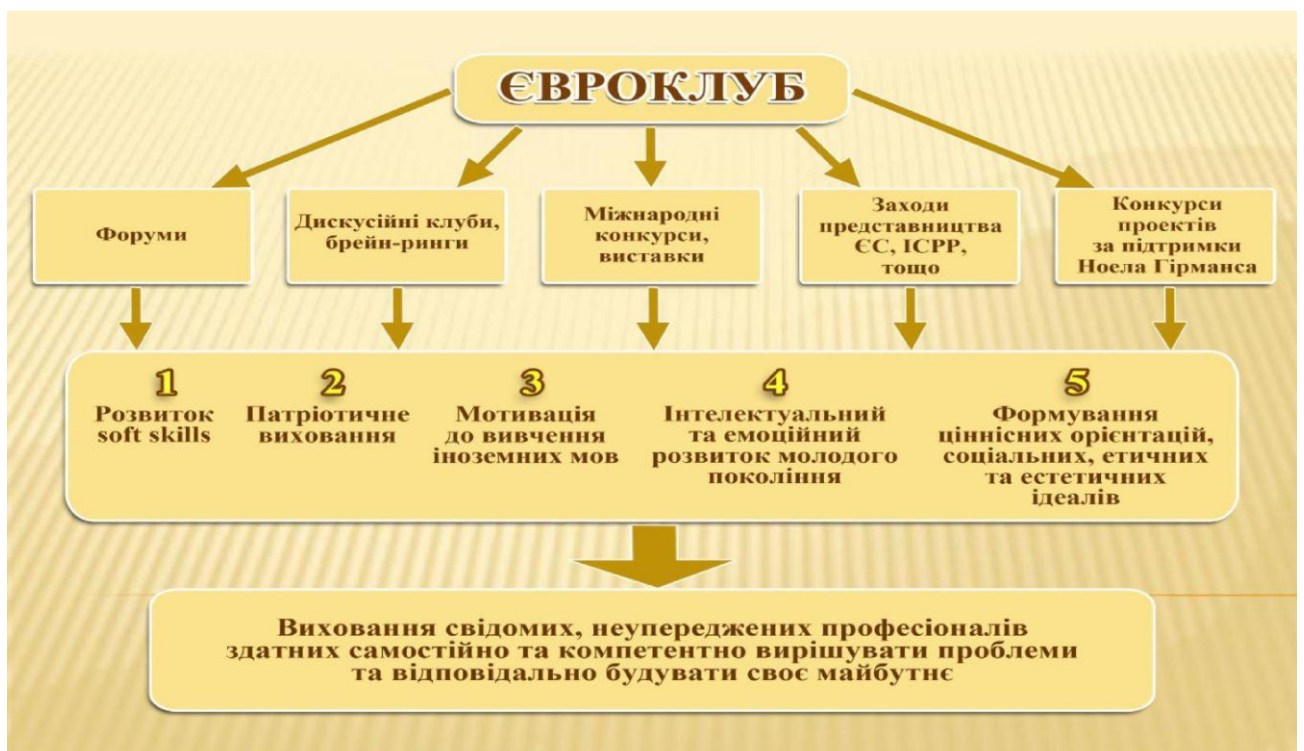 ЄВРОКЛУБ
Форуми
Дискусійні клуби,
брейн-ринги
Міжнародні
конкурси,
виставки
Заходи
представництва
ЄС, ІСРР,
тощо
Конкурси
проектів
за підтримки
Ноела Гірманса
1
Розвиток
soft skills
2
Патріотичне
виховання
3
Мотивація
до вивчення
іноземних мов
4
Інтелектуальний
та емоційний
розвиток молодого
покоління
5
Формування
ціннісних орієнтацій,
соціальних, етичних
та естетичних
ідеалів
Виховання свідомих, неупереджених професіоналів
здатних самостійно та компетентно вирішувати проблеми
та відповідально будувати своє майбутнє